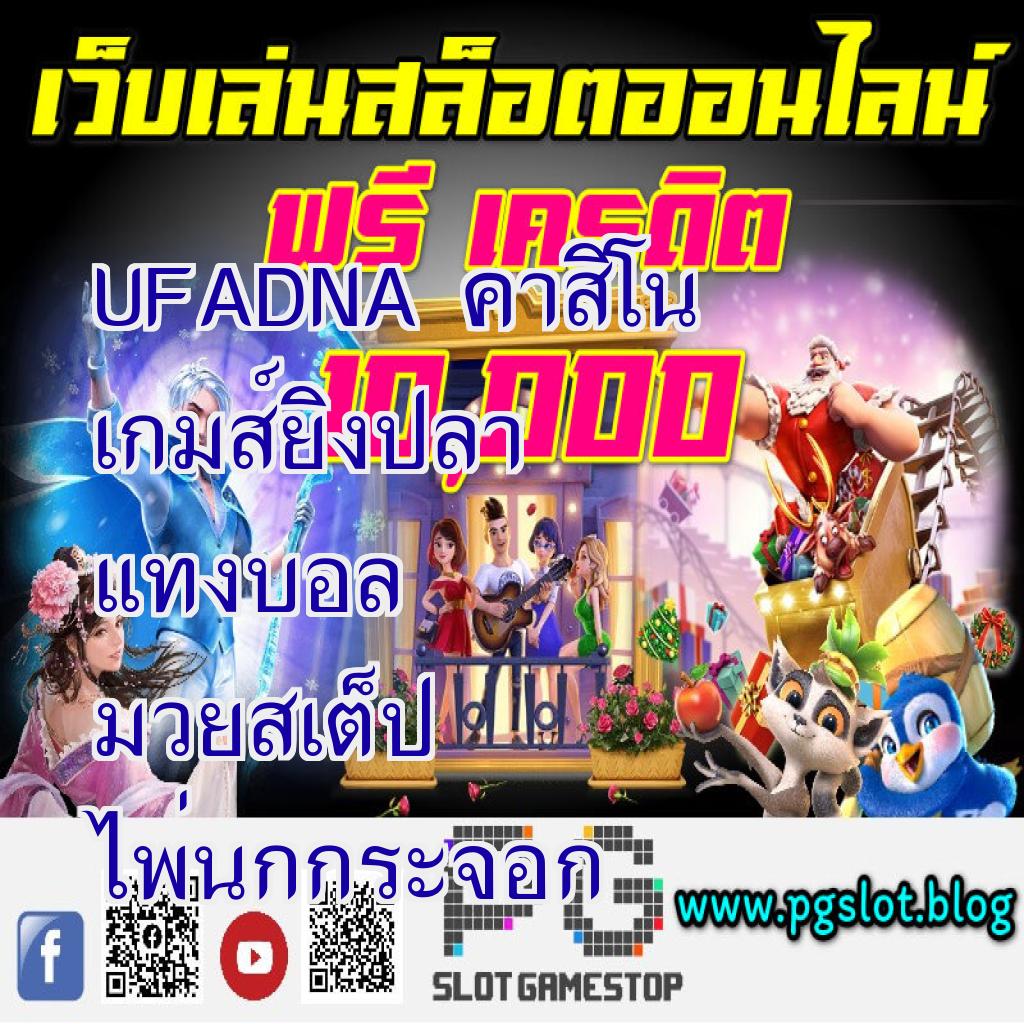 เว็บเล่นสล็อตออนไลน์
ฟรี เครดิต
10,000
UFADNA คาสิโน
เกมส์ยิงปลา
แทงบอล
มวยสเต็ป
ไพ่นกกระจอก
PG
SLOT GAMESTOP
www.pgslot.blog